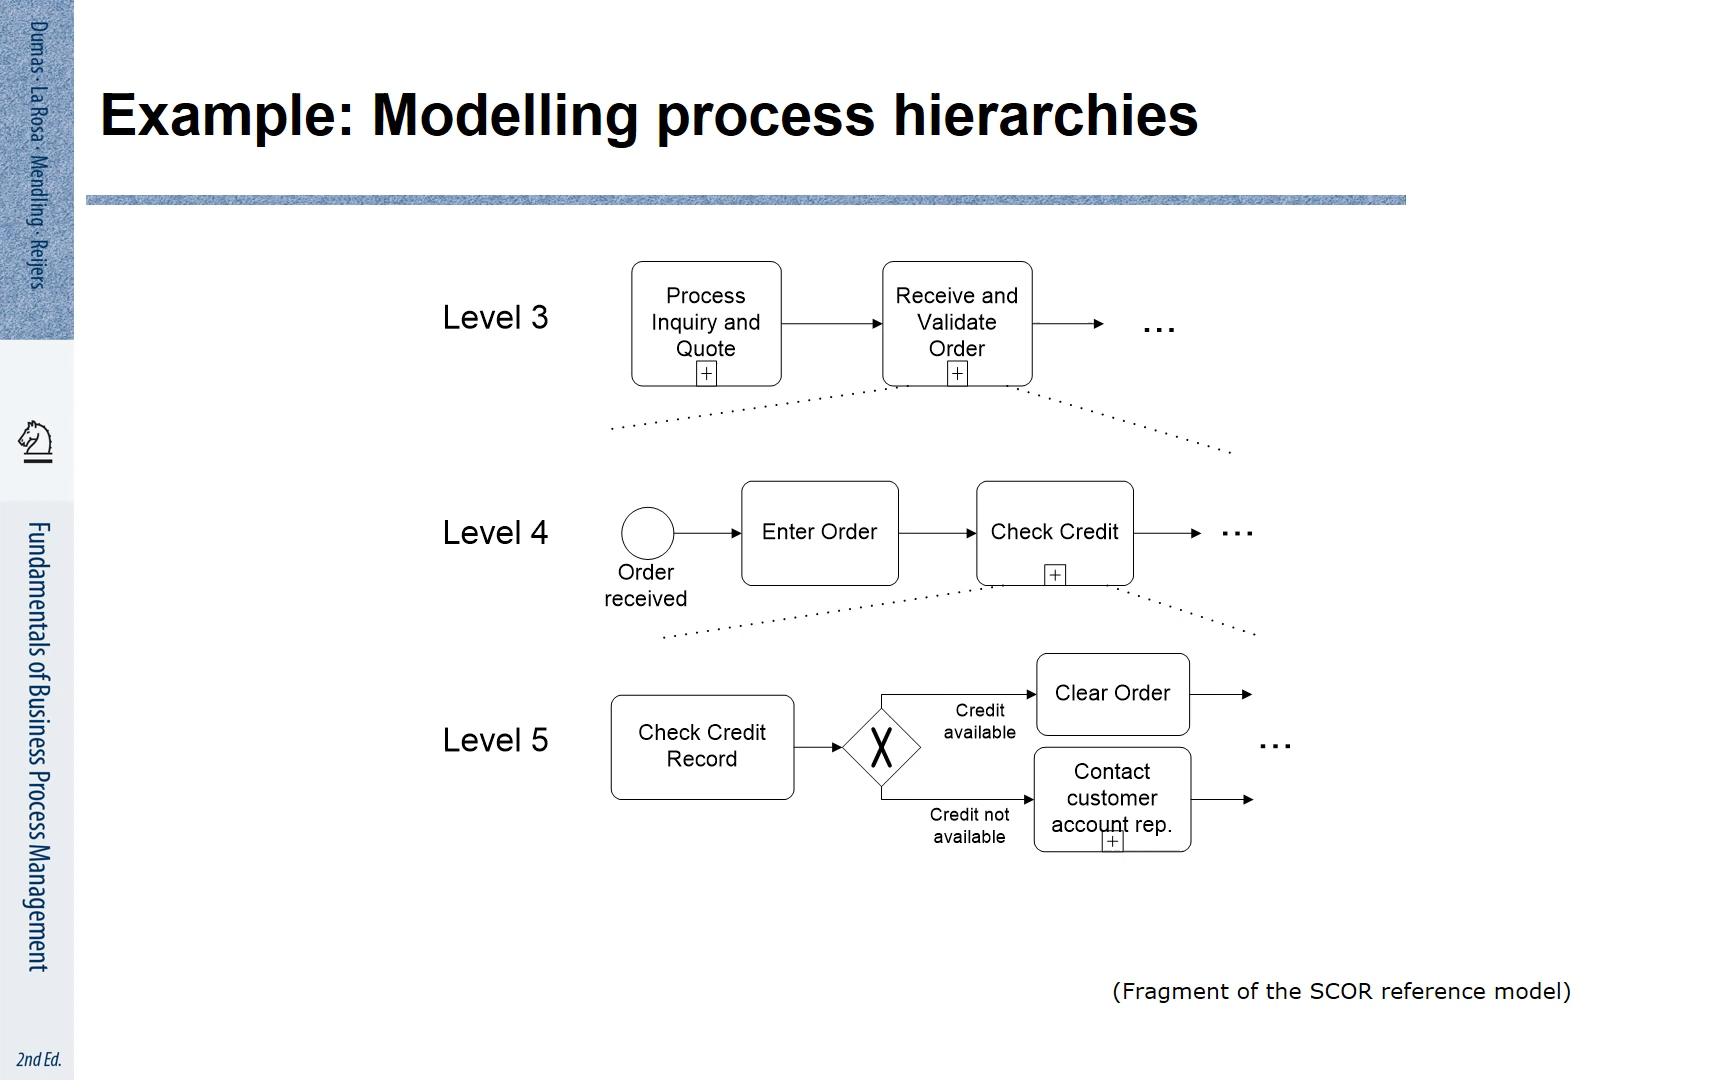 Dumas · La Rosa · Mendling · Reijers
Fundamentals of Business Process Management
2nd Ed.
Example: Modelling process hierarchies
Level 3
Process
Inquiry and
Quote
+
Receive and
Validate
Order
+
...
Level 4
Order
received
Enter Order
Check Credit
+
...
Level 5
Check Credit
Record
X
Credit
available
Clear Order
Credit not
available
Contact
customer
account rep.
+
...
(Fragment of the SCOR reference model)